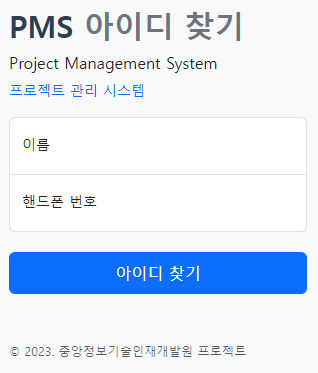 PMS 아이디 찾기
Project Management System
프로젝트 관리 시스템
이름
핸드폰 번호
아이디 찾기
© 2023. 중앙정보기술인재개발원 프로젝트